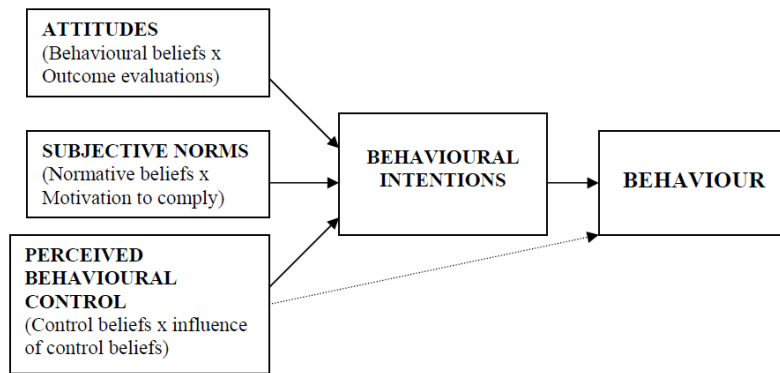 ATTITUDES
(Behavioural beliefs x
Outcome evaluations)
SUBJECTIVE NORMS
(Normative beliefs x
Motivation to comply)
PERCEIVED
BEHAVIOURAL
CONTROL
(Control beliefs x influence
of control beliefs)
BEHAVIOURAL
INTENTIONS
BEHAVIOUR